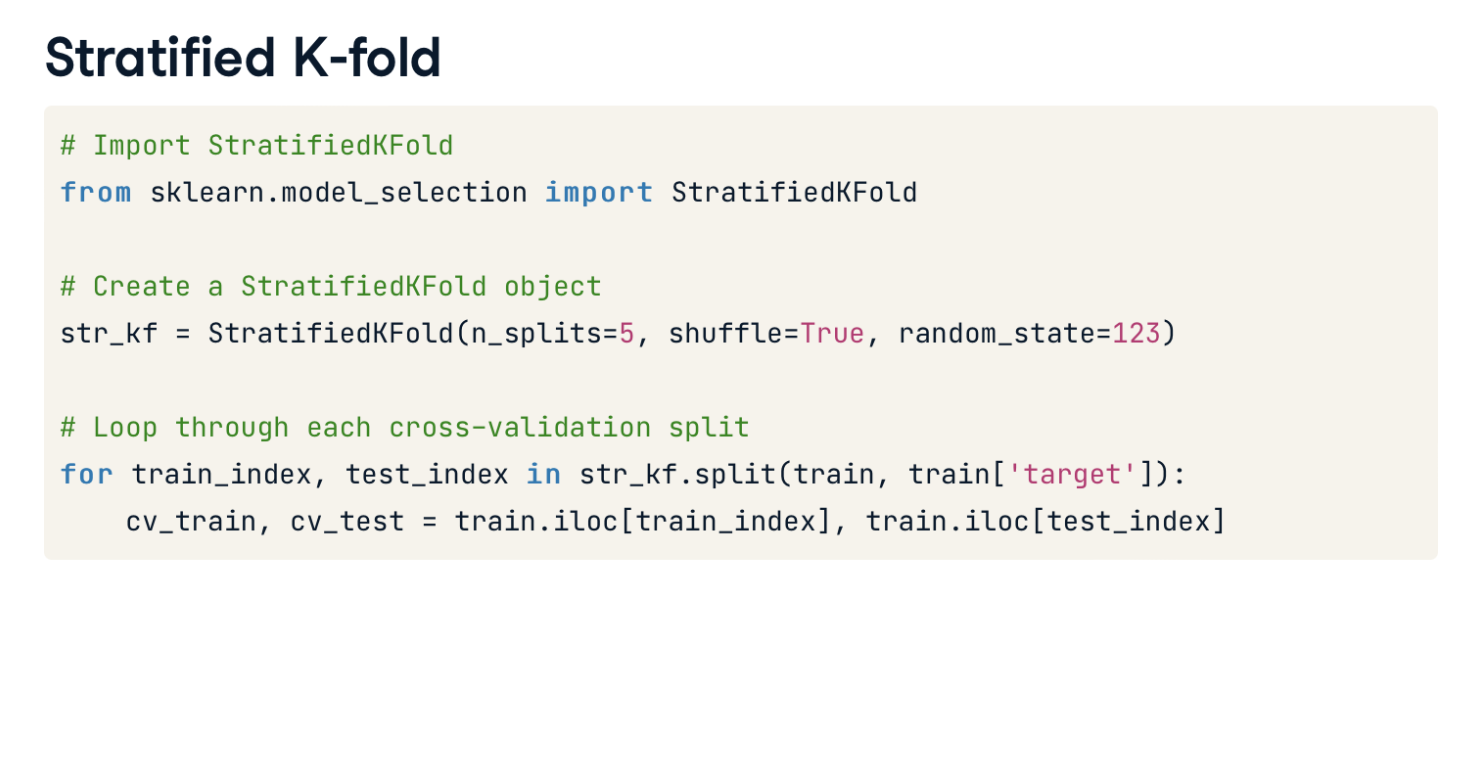 Stratified K-fold
# Import StratifiedKFold
from sklearn.model_selection import StratifiedKFold
# Create a StratifiedKFold object
str_kf = StratifiedKFold(n_splits=5, shuffle=True, random_state=123)
# Loop through each cross-validation split
for train_index, test_index in str_kf.split(train, train['target']):
    cv_train, cv_test = train.iloc[train_index], train.iloc[test_index]